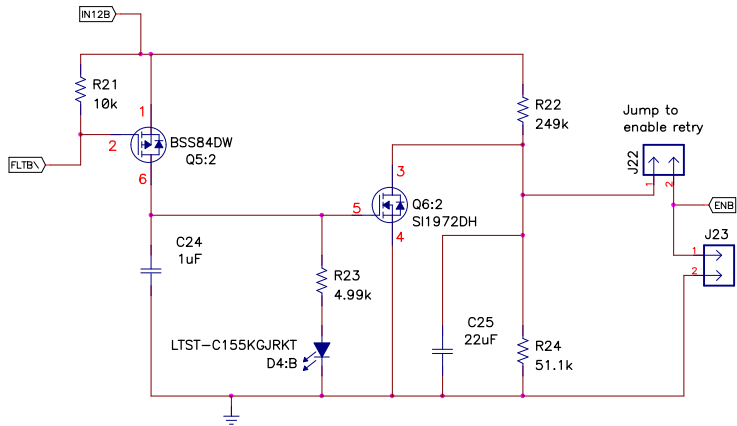 IN12B
R21
10k
1
2
BSS84DW
Q5:2
6
FLTB\
R22
249k
Jump to
enable retry
J22
1
2
ENB
J23
1
2
3
Q6:2
SI1972DH
5
4
C24
1uF
R23
4.99k
LTST-C155KGJRKT
D4:B
C25
22uF
R24
51.1k